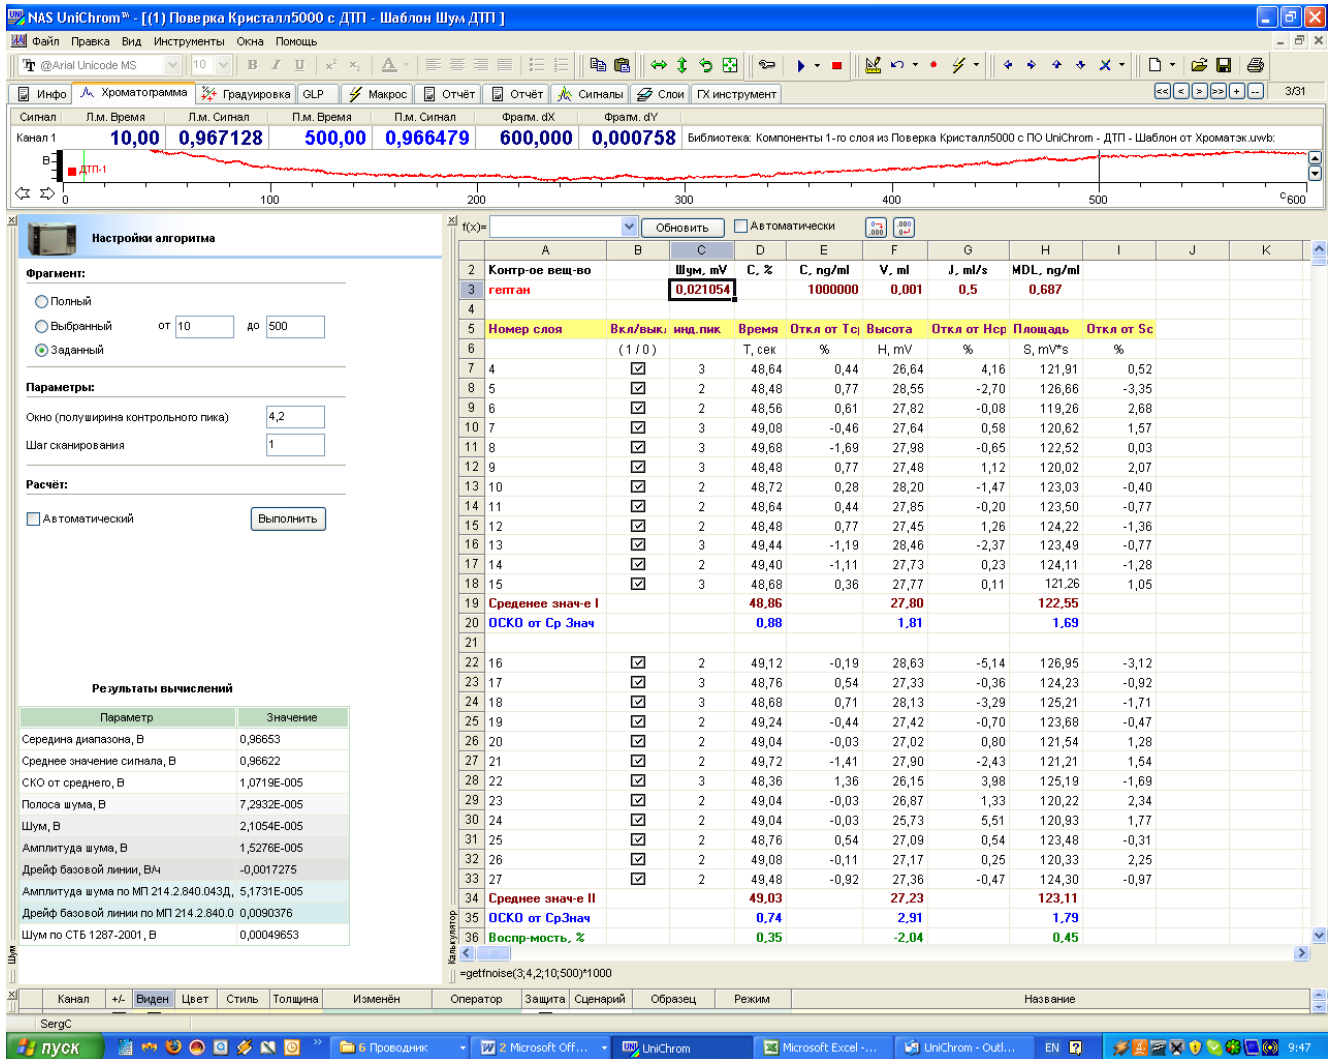 NAS UniChrom™ - [(1) Поверка Кристалл5000 с ДТП - Шаблон Шум ДТП ]
Файл Правка Вид Инструменты Окна Помощь
@Arial Unicode MS 10 B I U x² x₂ A
Инфо Хроматограмма Градуировка GLP Макрос Отчёт Отчёт Сигналы Слои ГХ инструмент << < > >> + - 3/31
Сигнал Л.м. Время Л.м. Сигнал П.м. Время П.м. Сигнал Фрагм. dX Фрагм. dY
Канал 1 10,00 0,967128 500,00 0,966479 600,000 0,000758 Библиотека: Компоненты 1-го слоя из Поверка Кристалл5000 с ПО UniChrom - ДТП - Шаблон от Хроматэк.uwb:
В
ДТП-1
0 100 200 300 400 500 c 600
Настройки алгоритма
Фрагмент:
Полный
Выбранный от 10 до 500
Заданный
Параметры:
Окно (полуширина контрольного пика) 4,2
Шаг сканирования 1
Расчёт:
Автоматический Выполнить
Результаты вычислений
Параметр Значение
Середина диапазона, В 0,96653
Среднее значение сигнала, В 0,96622
СКО от среднего, В 1,0719E-005
Полоса шума, В 7,2932E-005
Шум, В 2,1054E-005
Амплитуда шума, В 1,5276E-005
Дрейф базовой линии, В/ч -0,0017275
Амплитуда шума по МП 214.2.840.043Д, 5,1731E-005
Дрейф базовой линии по МП 214.2.840.0 0,0090376
Шум по СТБ 1287-2001, В 0,00049653
Шум
Калькулятор
f(x)= Обновить Автоматически
A B C D E F G H I J K
2 Контр-ое вещ-во Шум, mV C, % C, ng/ml V, ml J, ml/s MDL, ng/ml
3 гептан 0,021054 1000000 0,001 0,5 0,687
4
5 Номер слоя Вкл/выкл инд.пик Время Откл от Тср Высота Откл от Нср Площадь Откл от Sc
6 (1/0) T, сек % H, mV % S, mV*s %
7 4 3 48,64 0,44 26,64 4,16 121,91 0,52
8 5 2 48,48 0,77 28,55 -2,70 126,66 -3,35
9 6 2 48,56 0,61 27,82 -0,08 119,26 2,68
10 7 3 49,08 -0,46 27,64 0,58 120,62 1,57
11 8 3 49,68 -1,69 27,98 -0,65 122,52 0,03
12 9 3 48,48 0,77 27,48 1,12 120,02 2,07
13 10 2 48,72 0,28 28,20 -1,47 123,03 -0,40
14 11 2 48,64 0,44 27,85 -0,20 123,50 -0,77
15 12 2 48,48 0,77 27,45 1,26 124,22 -1,36
16 13 3 49,44 -1,19 28,46 -2,37 123,49 -0,77
17 14 2 49,40 -1,11 27,73 0,23 124,11 -1,28
18 15 3 48,68 0,36 27,77 0,11 121,26 1,05
19 Среденее знач-е I 48,86 27,80 122,55
20 ОСКО от Ср Знач 0,88 1,81 1,69
21
22 16 2 49,12 -0,19 28,63 -5,14 126,95 -3,12
23 17 3 48,76 0,54 27,33 -0,36 124,23 -0,92
24 18 3 48,68 0,71 28,13 -3,29 125,21 -1,71
25 19 2 49,24 -0,44 27,42 -0,70 123,68 -0,47
26 20 2 49,04 -0,03 27,02 0,80 121,54 1,28
27 21 2 49,72 -1,41 27,90 -2,43 121,21 1,54
28 22 3 48,36 1,36 26,15 3,98 125,19 -1,69
29 23 2 49,04 -0,03 26,87 1,33 120,22 2,34
30 24 2 49,04 -0,03 25,73 5,51 120,93 1,77
31 25 2 48,76 0,54 27,09 0,54 123,48 -0,31
32 26 2 49,08 -0,11 27,17 0,25 120,33 2,25
33 27 2 49,48 -0,92 27,36 -0,47 124,30 -0,97
34 Среднее знач-е II 49,03 27,23 123,11
35 ОСКО от СрЗнач 0,74 2,91 1,79
36 Воспр-мость, % 0,35 -2,04 0,45
=getfnoise(3;4,2;10;500)*1000
Канал +/- Виден Цвет Стиль Толщина Изменён Оператор Защита Сценарий Образец Режим Название
SergC
пуск 6 Проводник 2 Microsoft Off... UniChrom Microsoft Excel -... UniChrom - Outl... EN 9:47